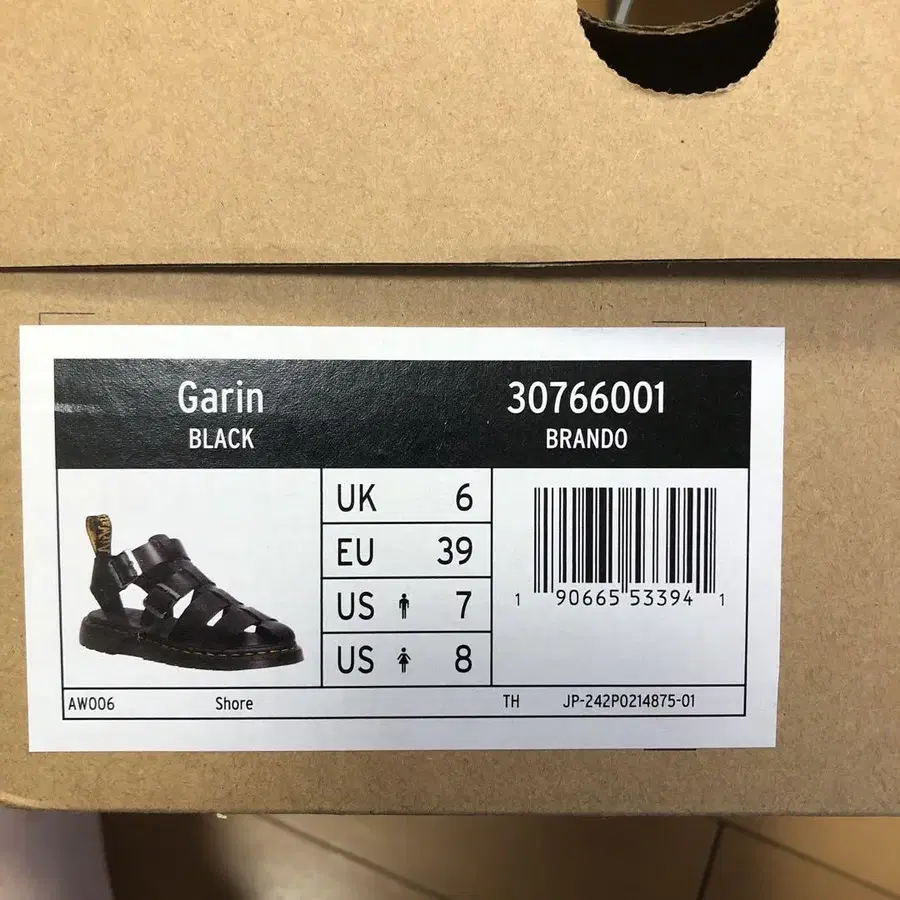 Garin
BLACK
30766001
BRANDO
UK 6
EU 39
US 7
US 8
1 90665 53394 1
AW006 Shore TH JP-242P0214875-01